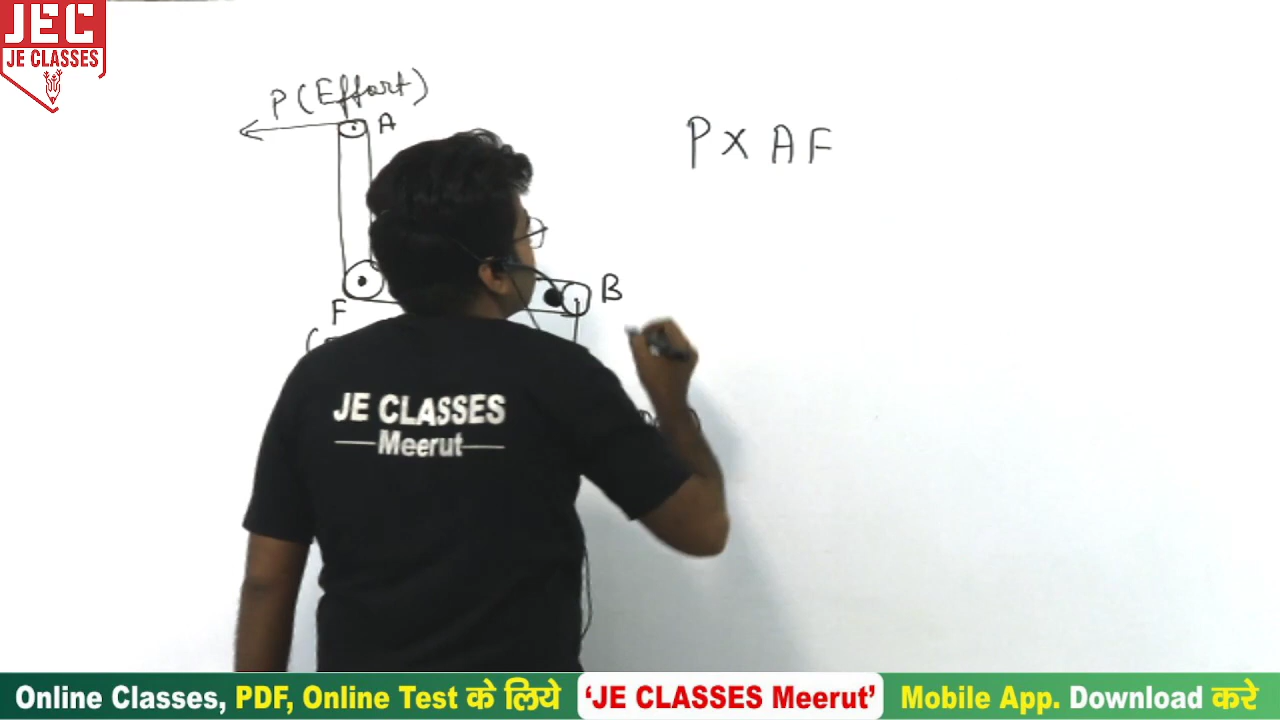 JEC
JE CLASSES
P (Effort)
A
P X A F
B
F
JE CLASSES
Meerut
Online Classes, PDF, Online Test के लिये 'JE CLASSES Meerut' Mobile App. Download करे